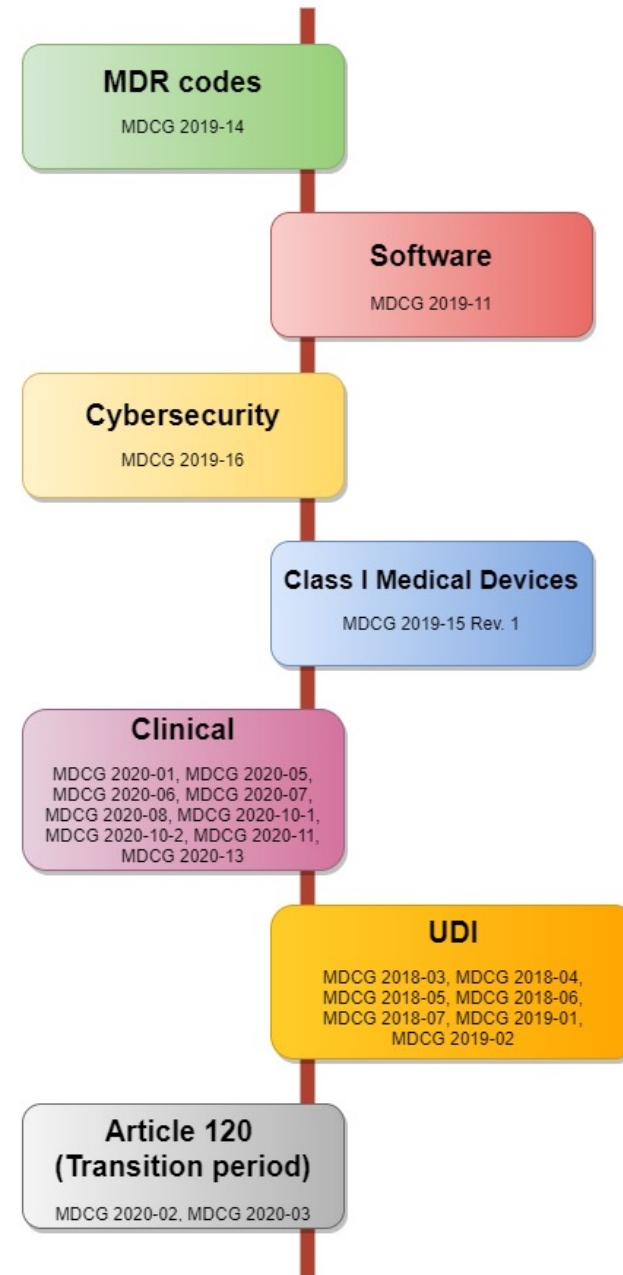 MDR codes
MDCG 2019-14
Software
MDCG 2019-11
Cybersecurity
MDCG 2019-16
Class I Medical Devices
MDCG 2019-15 Rev. 1
Clinical
MDCG 2020-01, MDCG 2020-05,
MDCG 2020-06, MDCG 2020-07,
MDCG 2020-08, MDCG 2020-10-1,
MDCG 2020-10-2, MDCG 2020-11,
MDCG 2020-13
UDI
MDCG 2018-03, MDCG 2018-04,
MDCG 2018-05, MDCG 2018-06,
MDCG 2018-07, MDCG 2019-01,
MDCG 2019-02
Article 120
(Transition period)
MDCG 2020-02, MDCG 2020-03